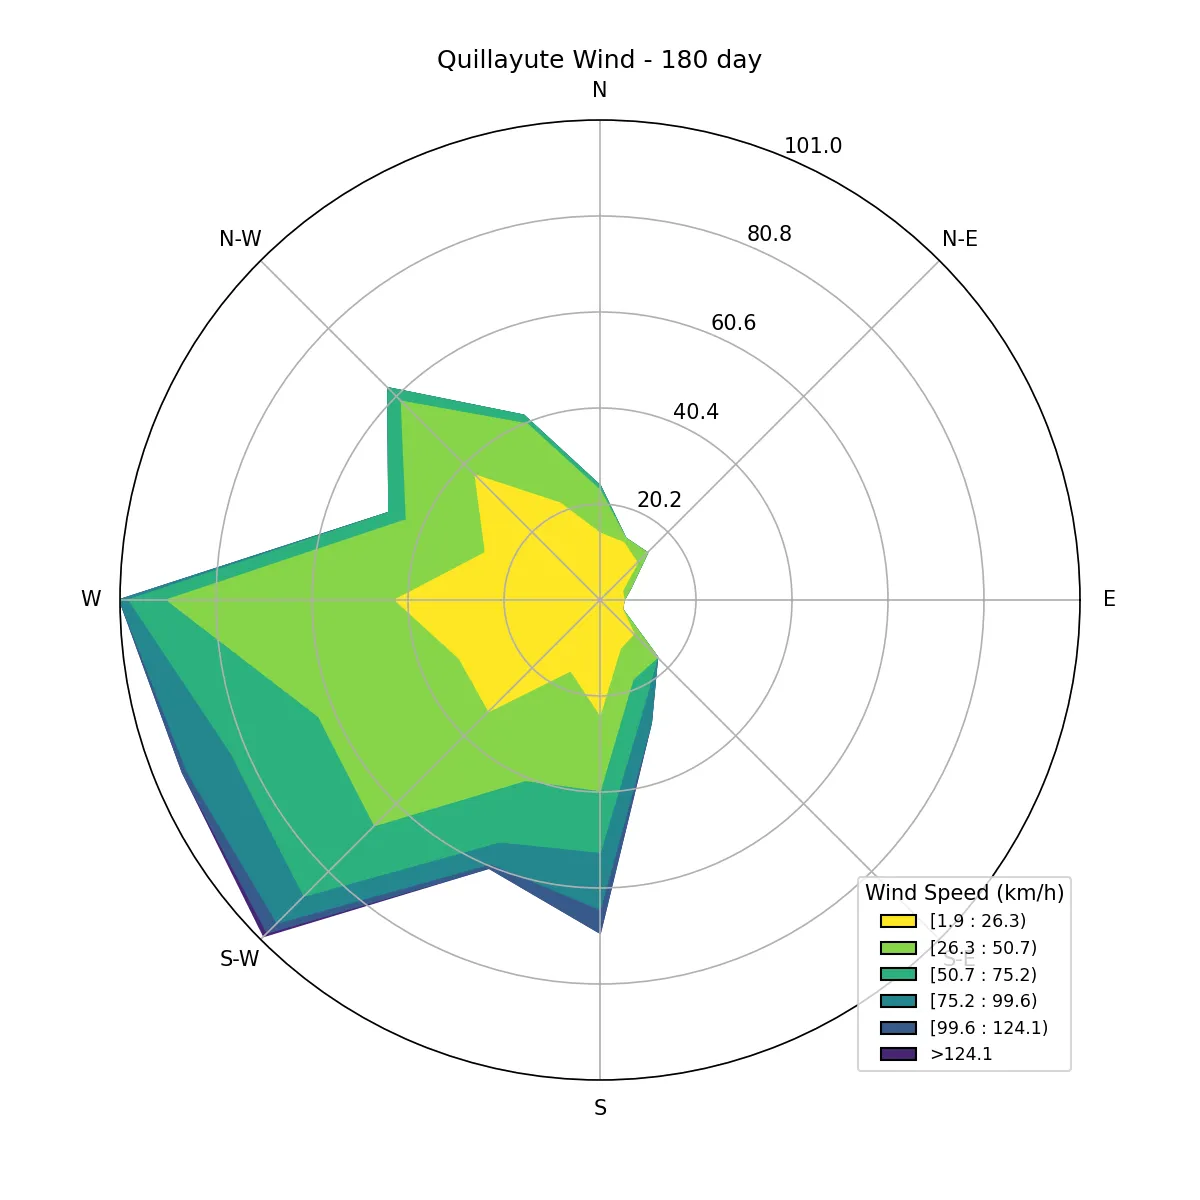 Quillayute Wind - 180 day
N
101.0
N-W
80.8
N-E
60.6
40.4
20.2
W
E
S-W
S-E
S
Wind Speed (km/h)
[1.9 : 26.3)
[26.3 : 50.7)
[50.7 : 75.2)
[75.2 : 99.6)
[99.6 : 124.1)
>124.1